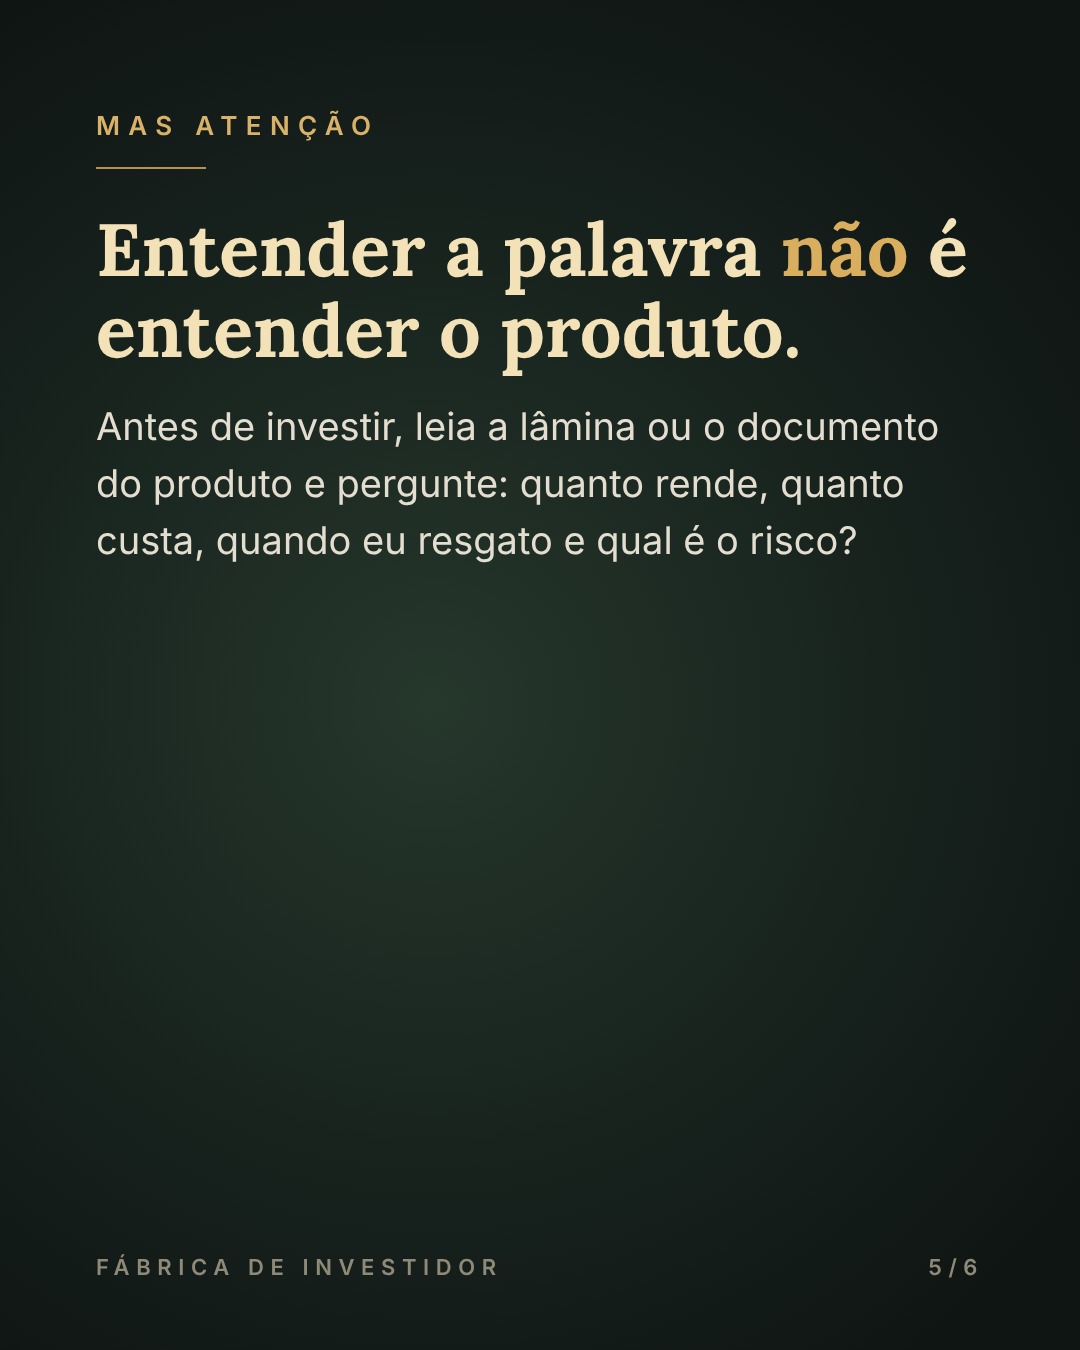 MAS ATENÇÃO
Entender a palavra não é
entender o produto.
Antes de investir, leia a lâmina ou o documento
do produto e pergunte: quanto rende, quanto
custa, quando eu resgato e qual é o risco?
FÁBRICA DE INVESTIDOR
5/6